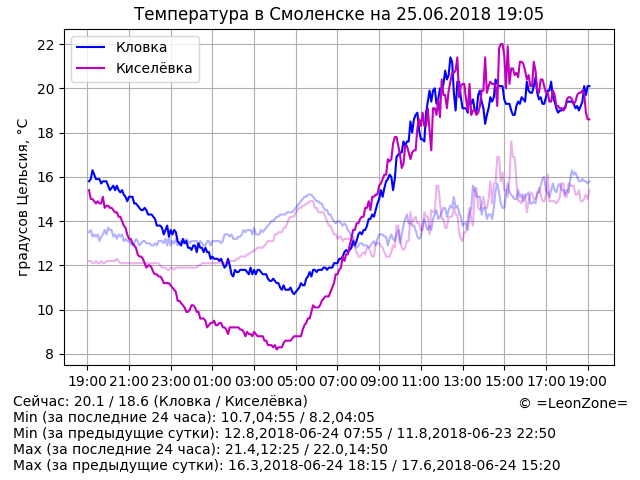 Температура в Смоленске на 25.06.2018 19:05
Кловка
Киселёвка
градусов Цельсия, °C
22
20
18
16
14
12
10
8
19:00 21:00 23:00 01:00 03:00 05:00 07:00 09:00 11:00 13:00 15:00 17:00 19:00
Сейчас: 20.1 / 18.6 (Кловка / Киселёвка)
© =LeonZone=
Min (за последние 24 часа): 10.7,04:55 / 8.2,04:05
Min (за предыдущие сутки): 12.8,2018-06-24 07:55 / 11.8,2018-06-23 22:50
Max (за последние 24 часа): 21.4,12:25 / 22.0,14:50
Max (за предыдущие сутки): 16.3,2018-06-24 18:15 / 17.6,2018-06-24 15:20